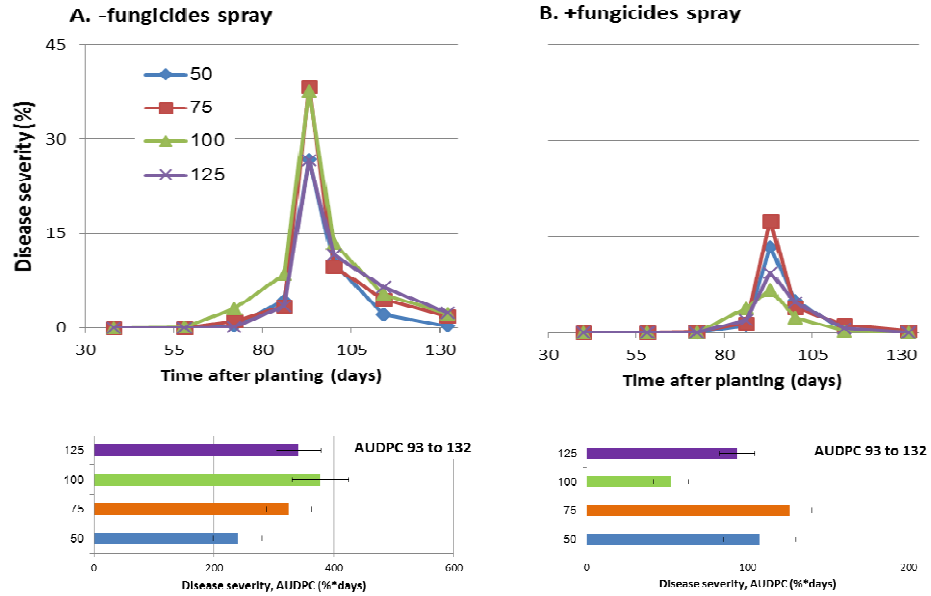 A. -fungicides spray
45
30
15
0
Disease severity (%)
50
75
100
125
30 55 80 105 130
Time after planting (days)
B. +fungicides spray
30 55 80 105 130
Time after planting (days)
AUDPC 93 to 132
125
100
75
50
0 200 400 600
Disease severity, AUDPC (%*days)
AUDPC 93 to 132
125
100
75
50
0 100 200
Disease severity, AUDPC (%*days)